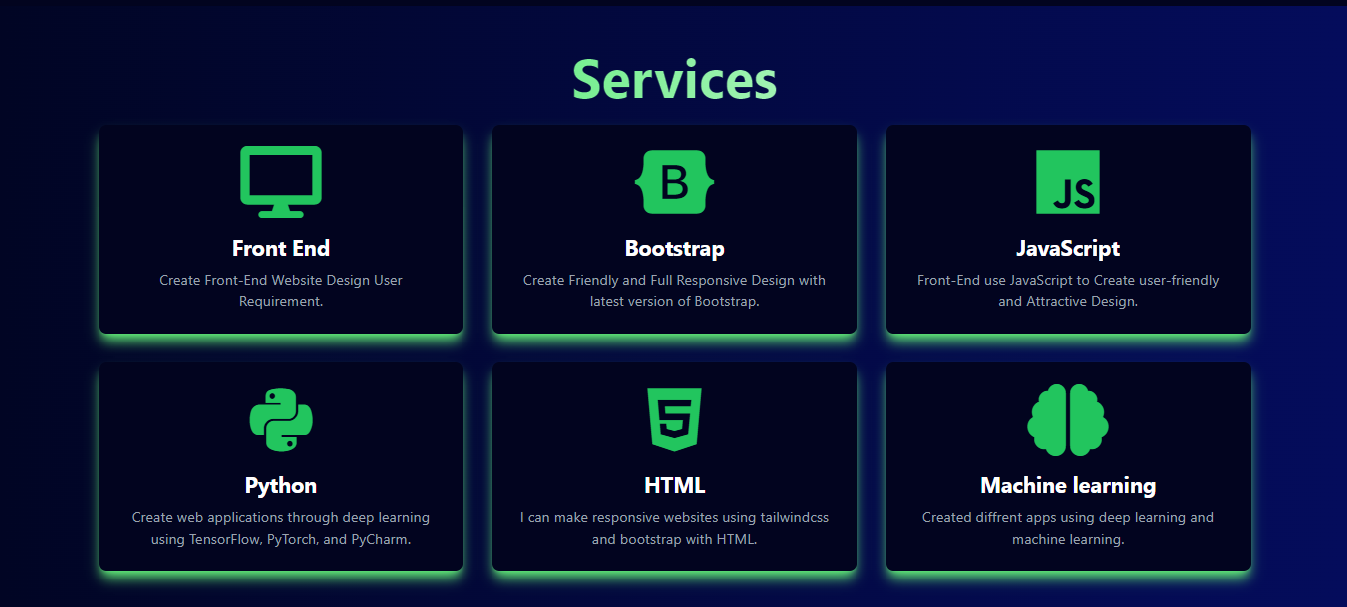 Services
B
JS
Front End
Bootstrap
JavaScript
Create Front-End Website Design User
Requirement.
Create Friendly and Full Responsive Design with
latest version of Bootstrap.
Front-End use JavaScript to Create user-friendly
and Attractive Design.
5
Python
HTML
Machine learning
Create web applications through deep learning
using TensorFlow, PyTorch, and PyCharm.
I can make responsive websites using tailwindcss
and bootstrap with HTML.
Created diffrent apps using deep learning and
machine learning.